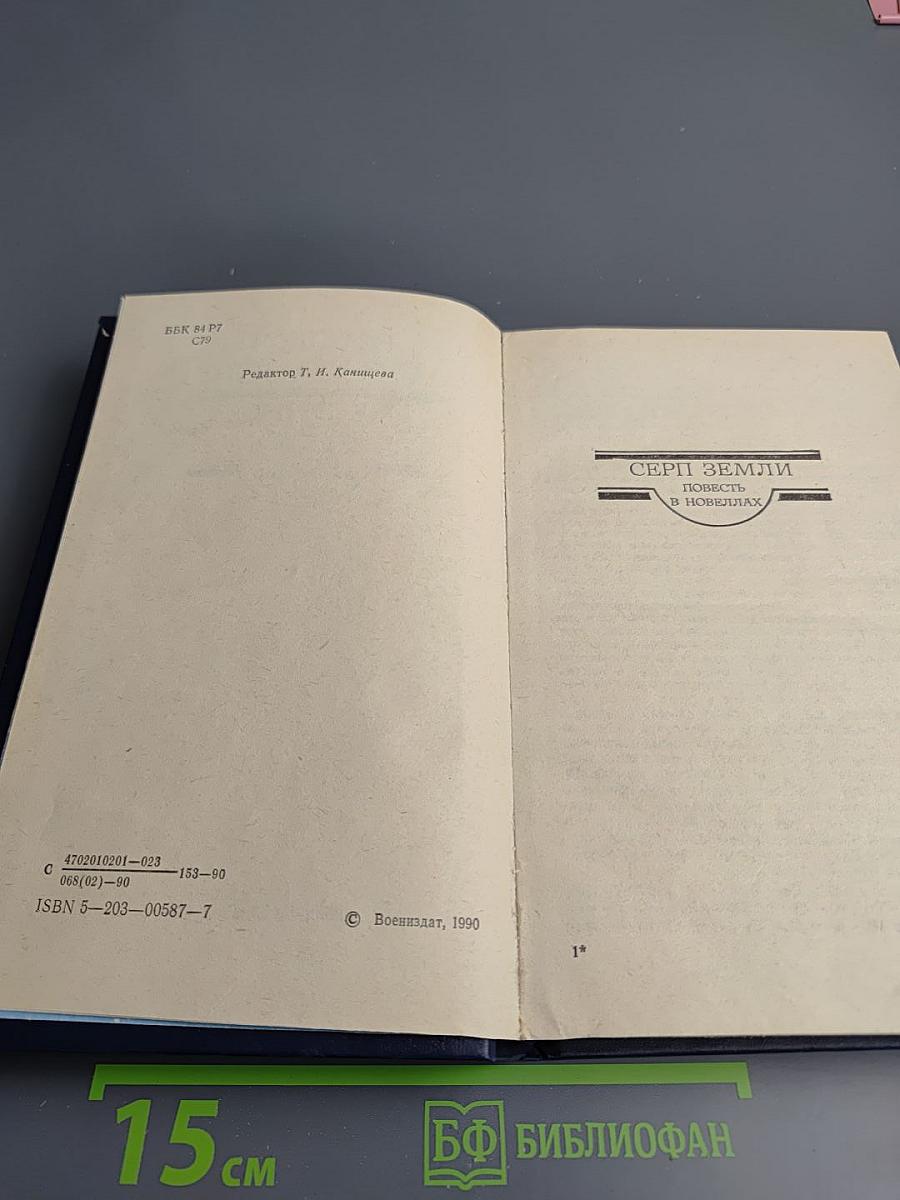 ББК 84 Р7
С79
Редактор Т. И. Канищева
С 4702010201—023
068(02)—90
—153—90
ISBN 5—203—00587—7
© Воениздат, 1990
СЕРП ЗЕМЛИ
ПОВЕСТЬ
В НОВЕЛЛАХ
1*
15 см
БФ БИБЛИОФАН